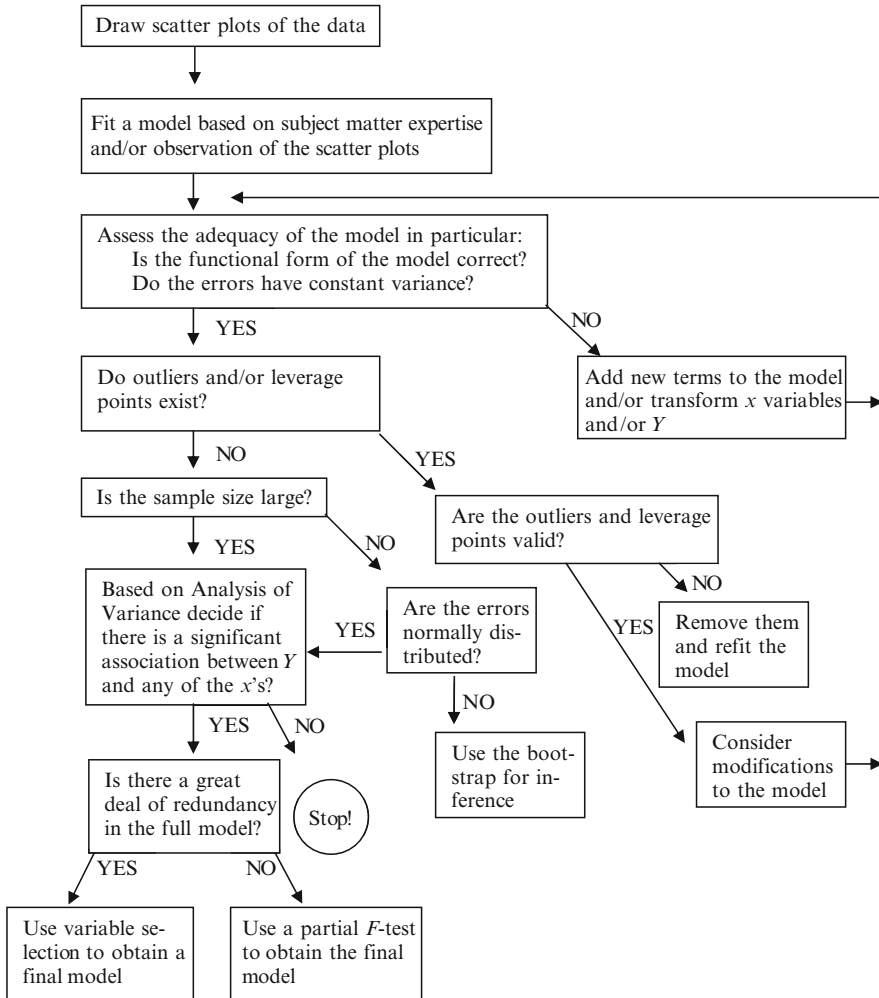 Draw scatter plots of the data
Fit a model based on subject matter expertise
and/or observation of the scatter plots
Assess the adequacy of the model in particular:
Is the functional form of the model correct?
Do the errors have constant variance?
YES
NO
Do outliers and/or leverage
points exist?
Add new terms to the model
and/or transform x variables
and/or Y
NO
YES
Is the sample size large?
Are the outliers and leverage
points valid?
YES
NO
NO
YES
Based on Analysis of
Variance decide if
there is a significant
association between Y
and any of the x's?
YES
Are the errors
normally dis-
tributed?
Remove them
and refit the
model
YES
NO
NO
Is there a great
deal of redundancy
in the full model?
Stop!
Use the boot-
strap for in-
ference
Consider
modifications
to the model
YES
NO
Use variable se-
lection to obtain a
final model
Use a partial F-test
to obtain the final
model